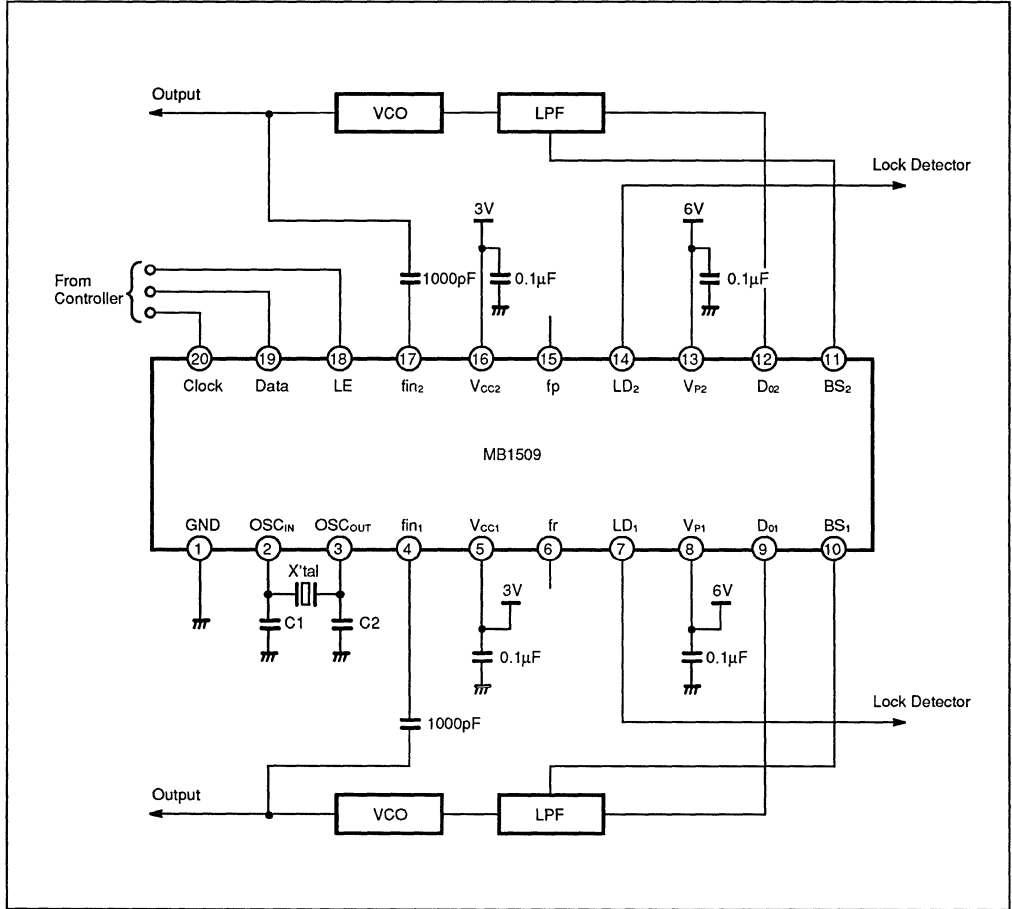 Output
VCO
LPF
Lock Detector
3V
6V
From
Controller
1000pF
0.1µF
0.1µF
20 19 18 17 16 15 14 13 12 11
Clock Data LE fin₂ VCC2 fp LD₂ VP2 D02 BS₂
MB1509
GND OSCIN OSCOUT fin₁ VCC1 fr LD₁ VP1 D01 BS₁
1 2 3 4 5 6 7 8 9 10
X'tal
3V
6V
C1
C2
0.1µF
0.1µF
Lock Detector
1000pF
Output
VCO
LPF